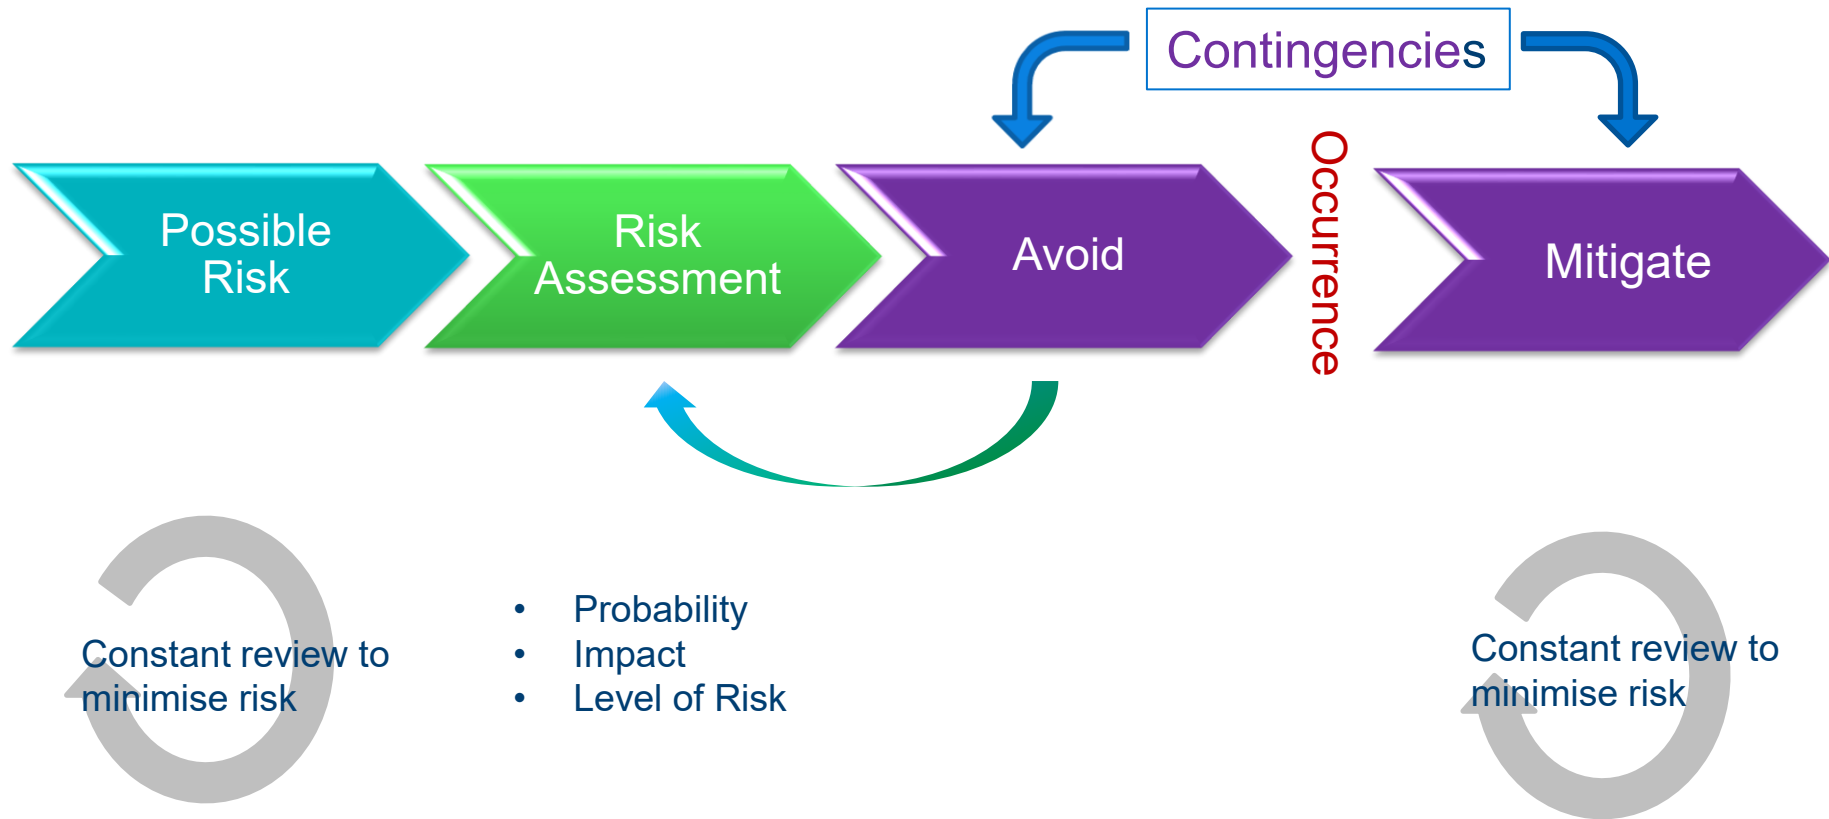 Contingencies
Possible
Risk
Risk
Assessment
Avoid
Occurrence
Mitigate
Constant review to
minimise risk
• Probability
• Impact
• Level of Risk
Constant review to
minimise risk